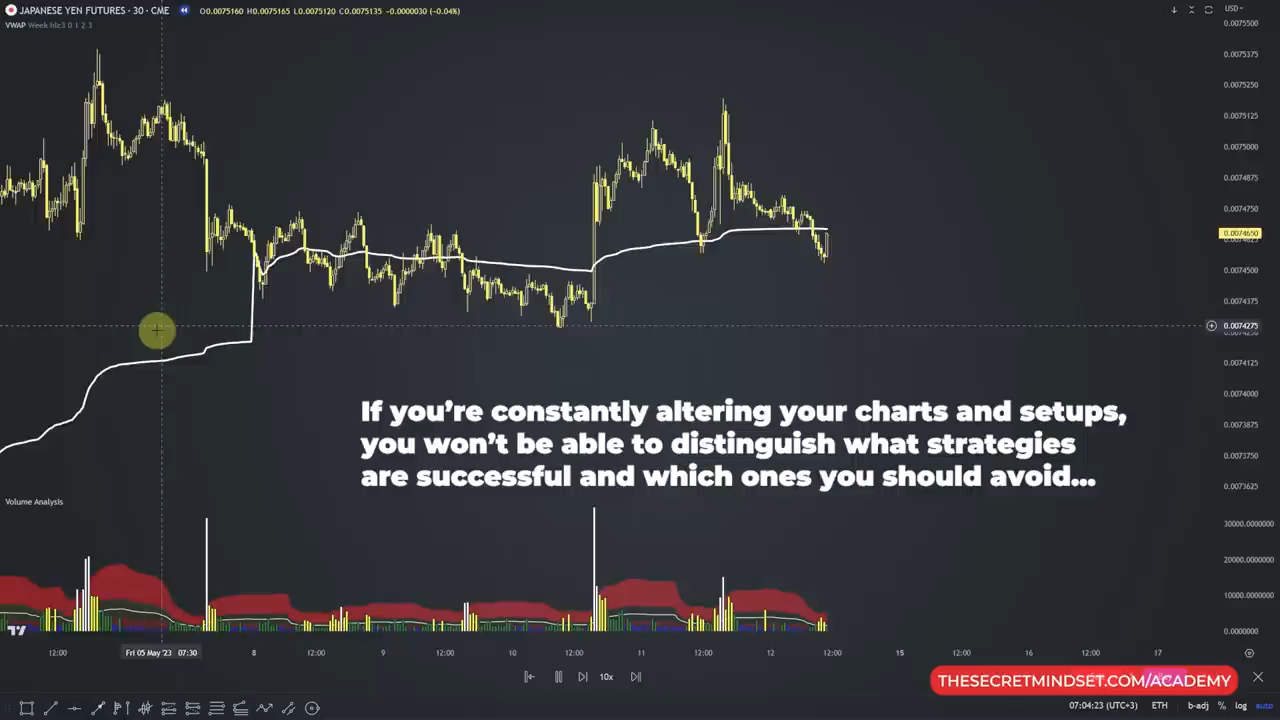 JAPANESE YEN FUTURES · 30 · CME O0.0075160 H0.0075165 L0.0075120 C0.0075135 -0.0000030 (-0.04%)
USD
VWAP Week hlc3 0 1 2 3
0.0075500
0.0075375
0.0075250
0.0075125
0.0075000
0.0074875
0.0074750
0.0074650
0.0074500
0.0074375
0.0074275
0.0074125
0.0074000
0.0073875
0.0073750
0.0073625
If you're constantly altering your charts and setups,
you won't be able to distinguish what strategies
are successful and which ones you should avoid...
Volume Analysis
30000.0000000
20000.0000000
10000.0000000
0.0000000
12:00 Fri 05 May '23 07:30 8 12:00 9 12:00 10 12:00 11 12:00 12 12:00 15 12:00 16 12:00 17
10x
THESECRETMINDSET.COM/ACADEMY
07:04:23 (UTC+3) ETH b-adj % log auto